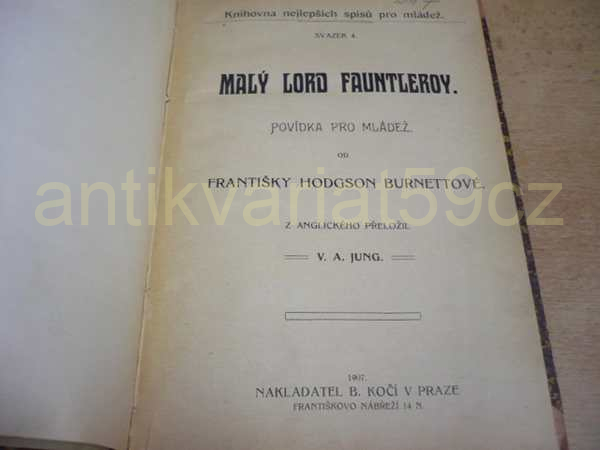 Knihovna nejlepších spisů pro mládež.
SVAZEK 4.
MALÝ LORD FAUNTLEROY.
POVÍDKA PRO MLÁDEŽ.
OD
FRANTIŠKY HODGSON BURNETTOVÉ.
antikvariat59cz
Z ANGLICKÉHO PŘELOŽIL
V. A. JUNG.
1907.
NAKLADATEL B. KOČÍ V PRAZE
FRANTIŠKOVO NÁBŘEŽÍ 14 N.